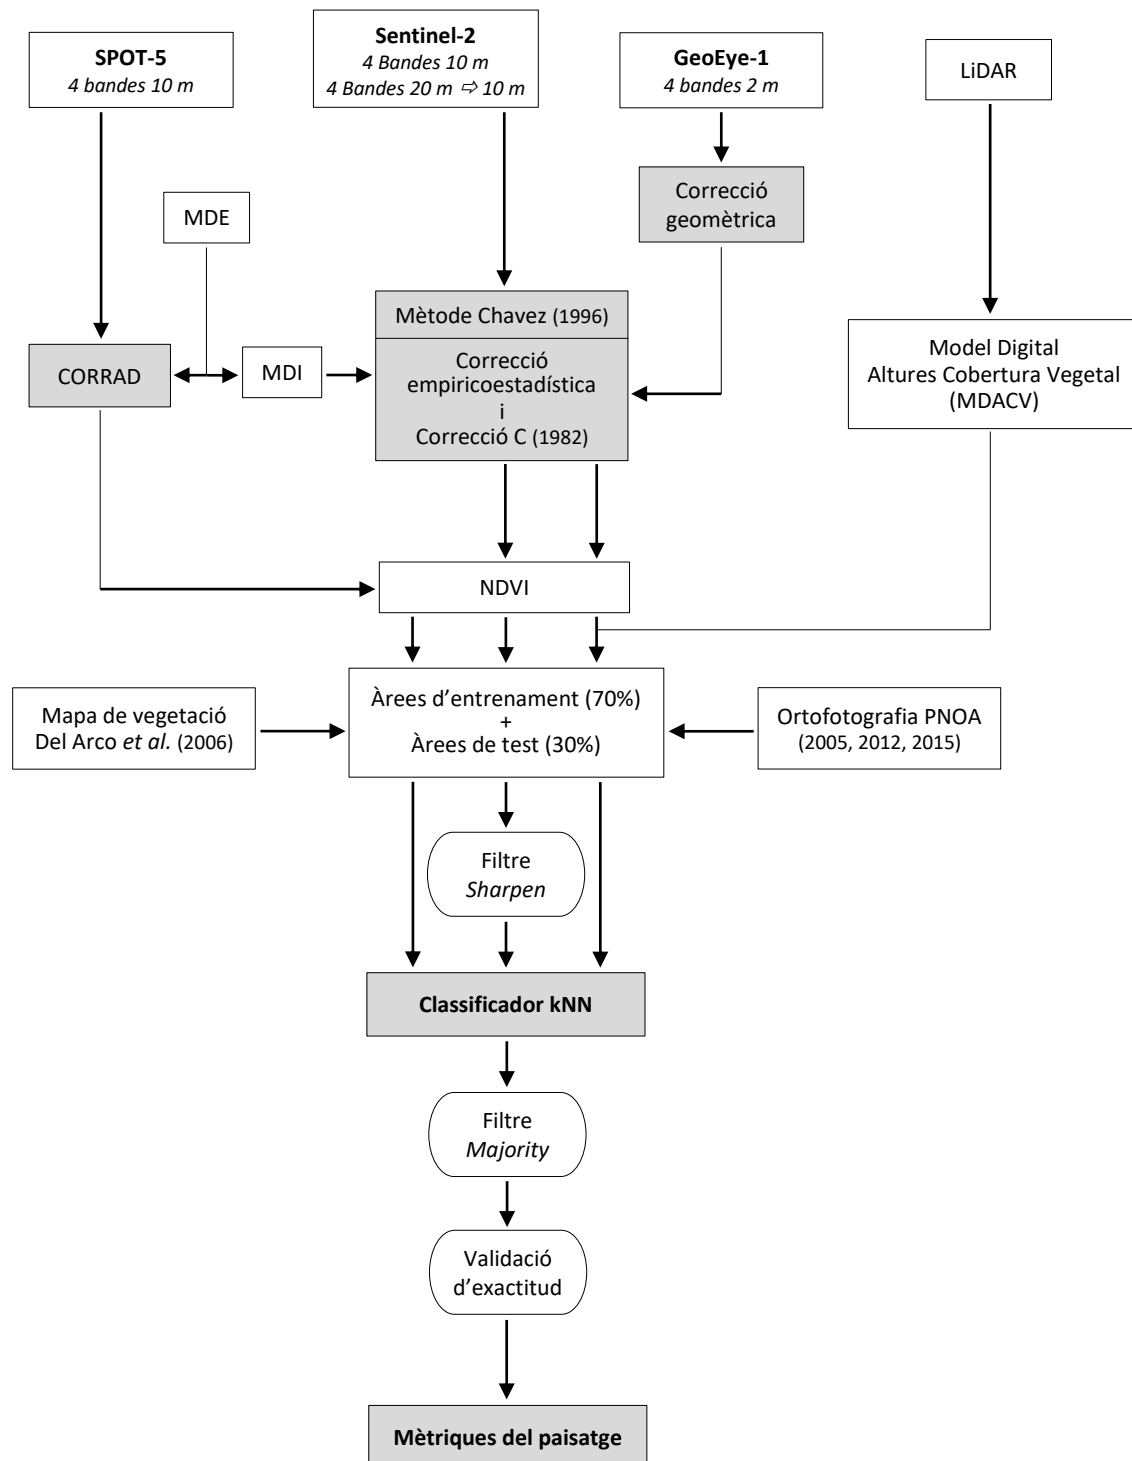 SPOT-5
4 bandes 10 m
Sentinel-2
4 Bandes 10 m
4 Bandes 20 m ⇨ 10 m
GeoEye-1
4 bandes 2 m
LiDAR
Correcció
geomètrica
MDE
Mètode Chavez (1996)
CORRAD
MDI
Correcció
empiricoestadística
i
Correcció C (1982)
Model Digital
Altures Cobertura Vegetal
(MDACV)
NDVI
Mapa de vegetació
Del Arco et al. (2006)
Àrees d’entrenament (70%)
+
Àrees de test (30%)
Ortofotografia PNOA
(2005, 2012, 2015)
Filtre
Sharpen
Classificador kNN
Filtre
Majority
Validació
d’exactitud
Mètriques del paisatge